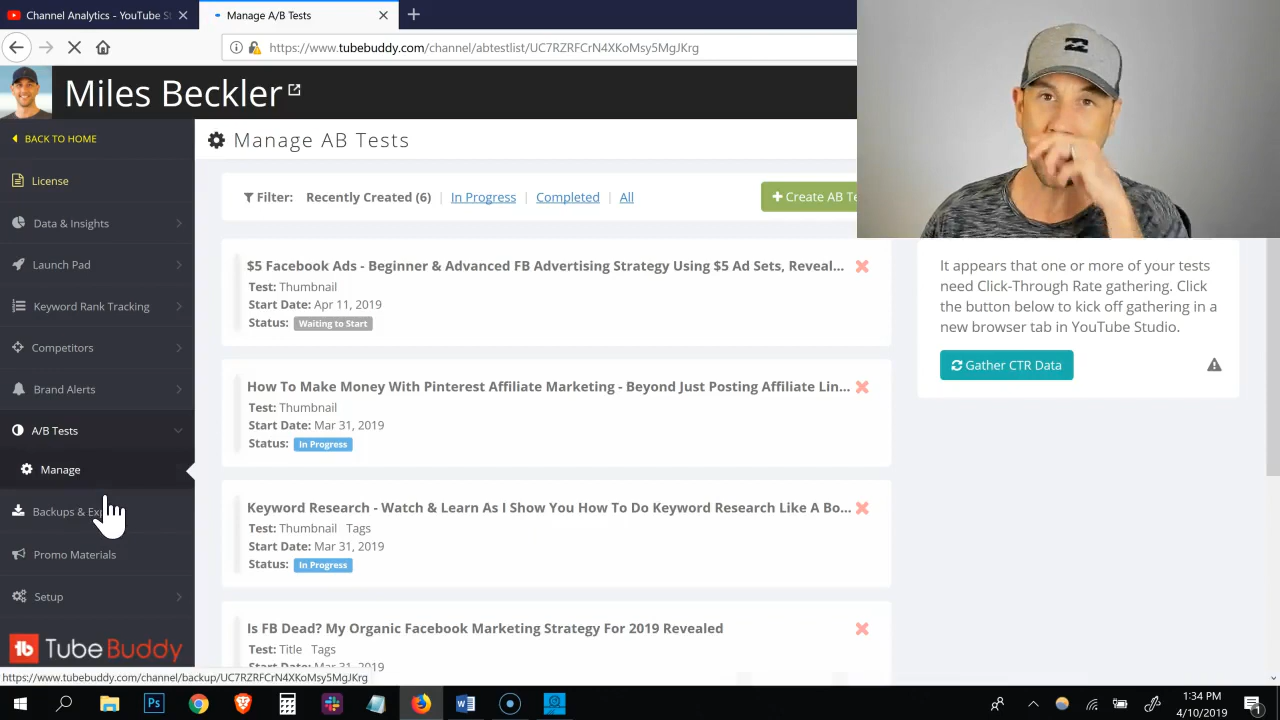 Channel Analytics - YouTube St
Manage A/B Tests
https://www.tubebuddy.com/channel/abtestlist/UC7RZRFCrN4XKoMsy5MgJKrg
Miles Beckler
BACK TO HOME
License
Data & Insights
Launch Pad
Keyword Rank Tracking
Competitors
Brand Alerts
A/B Tests
Manage
Backups & Exp
Promo Materials
Setup
TubeBuddy
Manage AB Tests
Filter: Recently Created (6) | In Progress | Completed | All
Create AB Te
$5 Facebook Ads - Beginner & Advanced FB Advertising Strategy Using $5 Ad Sets, Reveal...
Test: Thumbnail
Start Date: Apr 11, 2019
Status: Waiting to Start
How To Make Money With Pinterest Affiliate Marketing - Beyond Just Posting Affiliate Lin...
Test: Thumbnail
Start Date: Mar 31, 2019
Status: In Progress
Keyword Research - Watch & Learn As I Show You How To Do Keyword Research Like A Bo...
Test: Thumbnail Tags
Start Date: Mar 31, 2019
Status: In Progress
Is FB Dead? My Organic Facebook Marketing Strategy For 2019 Revealed
Test: Title Tags
Start Date: Mar 31, 2019
It appears that one or more of your tests
need Click-Through Rate gathering. Click
the button below to kick off gathering in a
new browser tab in YouTube Studio.
Gather CTR Data
https://www.tubebuddy.com/channel/backup/UC7RZRFCrN4XKoMsy5MgJKrg
1:34 PM
4/10/2019